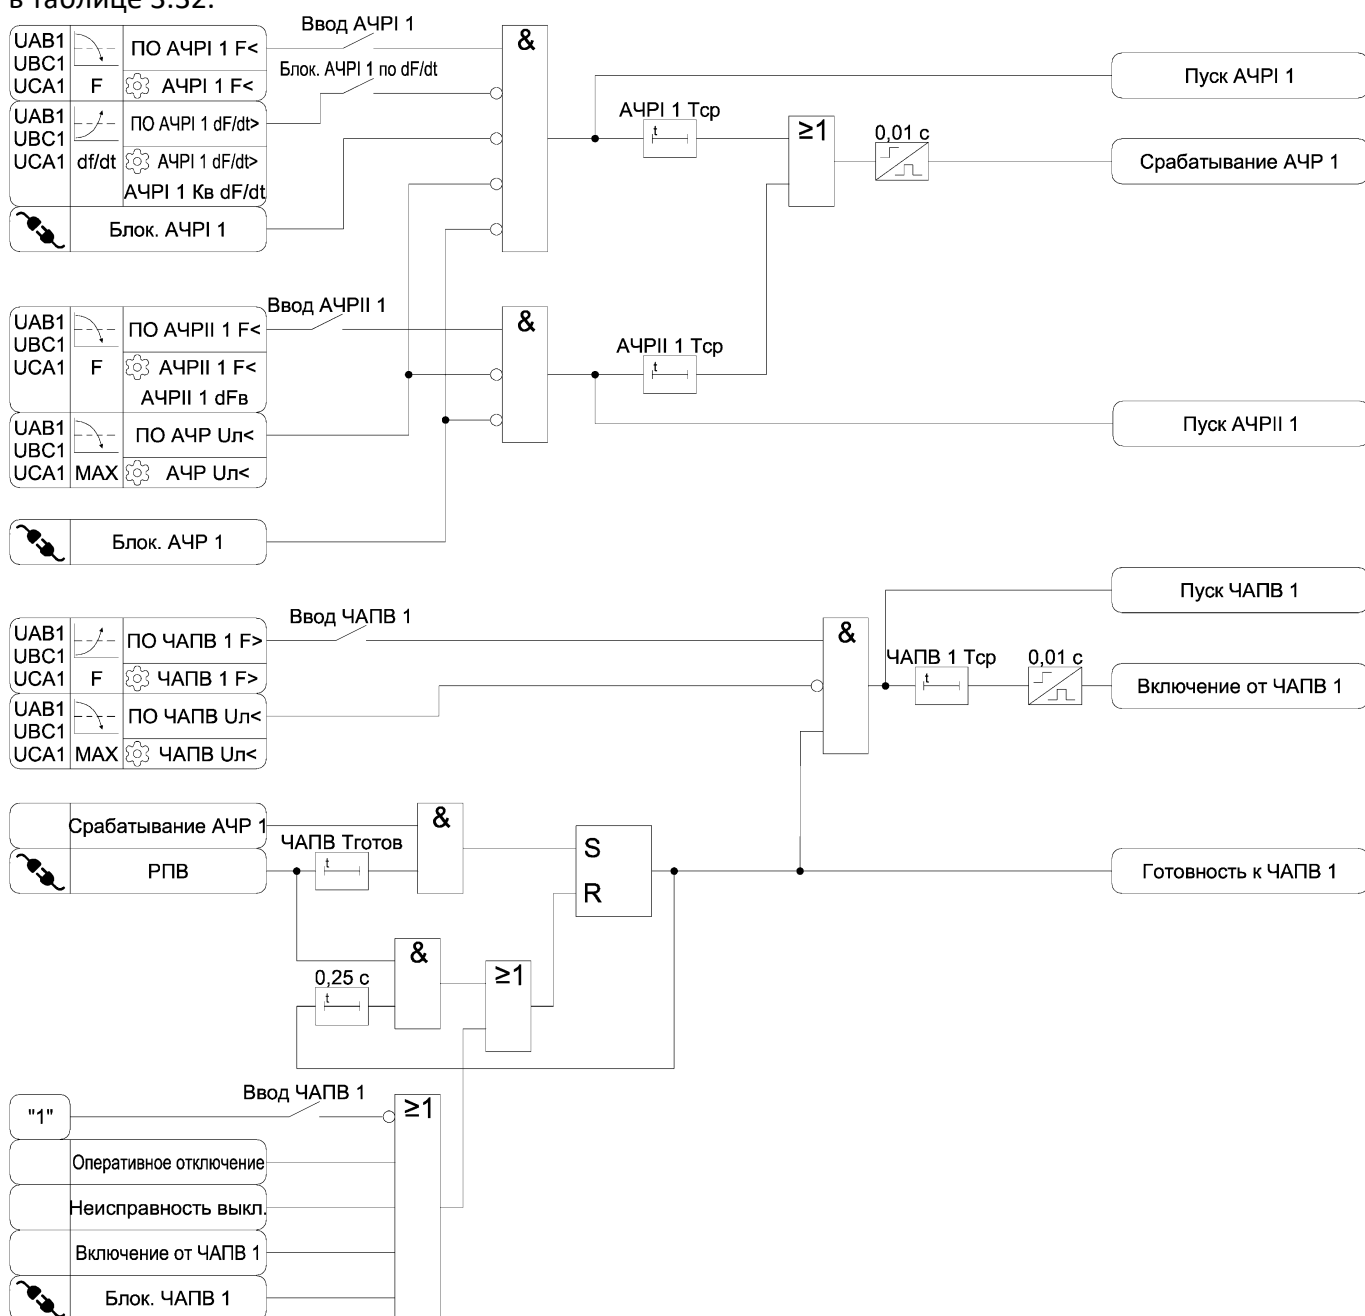 в таблице 3.32.
Ввод АЧРI 1
UAB1
UBC1
UCA1
F
ПО АЧРI 1 F<
АЧРI 1 F<
Блок. АЧРI 1 по dF/dt
UAB1
UBC1
UCA1
df/dt
ПО АЧРI 1 dF/dt>
АЧРI 1 dF/dt>
АЧРI 1 Кв dF/dt
Блок. АЧРI 1
&
АЧРI 1 Тср
t
≥1
0,01 с
Пуск АЧРI 1
Срабатывание АЧР 1
Ввод АЧРII 1
UAB1
UBC1
UCA1
F
ПО АЧРII 1 F<
АЧРII 1 F<
АЧРII 1 dFв
UAB1
UBC1
UCA1
MAX
ПО АЧР Uл<
АЧР Uл<
&
АЧРII 1 Тср
t
Пуск АЧРII 1
Блок. АЧР 1
Ввод ЧАПВ 1
UAB1
UBC1
UCA1
F
ПО ЧАПВ 1 F>
ЧАПВ 1 F>
UAB1
UBC1
UCA1
MAX
ПО ЧАПВ Uл<
ЧАПВ Uл<
&
ЧАПВ 1 Тср
t
0,01 с
Пуск ЧАПВ 1
Включение от ЧАПВ 1
Срабатывание АЧР 1
РПВ
ЧАПВ Тготов
t
&
S
R
Готовность к ЧАПВ 1
0,25 с
t
&
≥1
Ввод ЧАПВ 1
"1"
≥1
Оперативное отключение
Неисправность выкл.
Включение от ЧАПВ 1
Блок. ЧАПВ 1